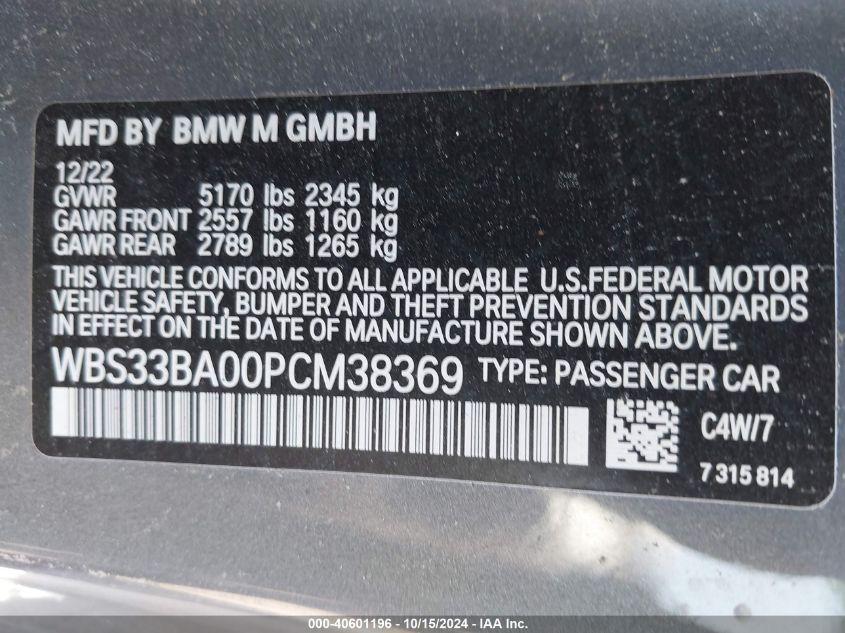 MFD BY BMW M GMBH
12/22
GVWR 5170 lbs 2345 kg
GAWR FRONT 2557 lbs 1160 kg
GAWR REAR 2789 lbs 1265 kg
THIS VEHICLE CONFORMS TO ALL APPLICABLE U.S.FEDERAL MOTOR
VEHICLE SAFETY, BUMPER AND THEFT PREVENTION STANDARDS
IN EFFECT ON THE DATE OF MANUFACTURE SHOWN ABOVE.
WBS33BA00PCM38369 TYPE: PASSENGER CAR
C4W/7
7 315 814
000-40601196 - 10/15/2024 - IAA Inc.